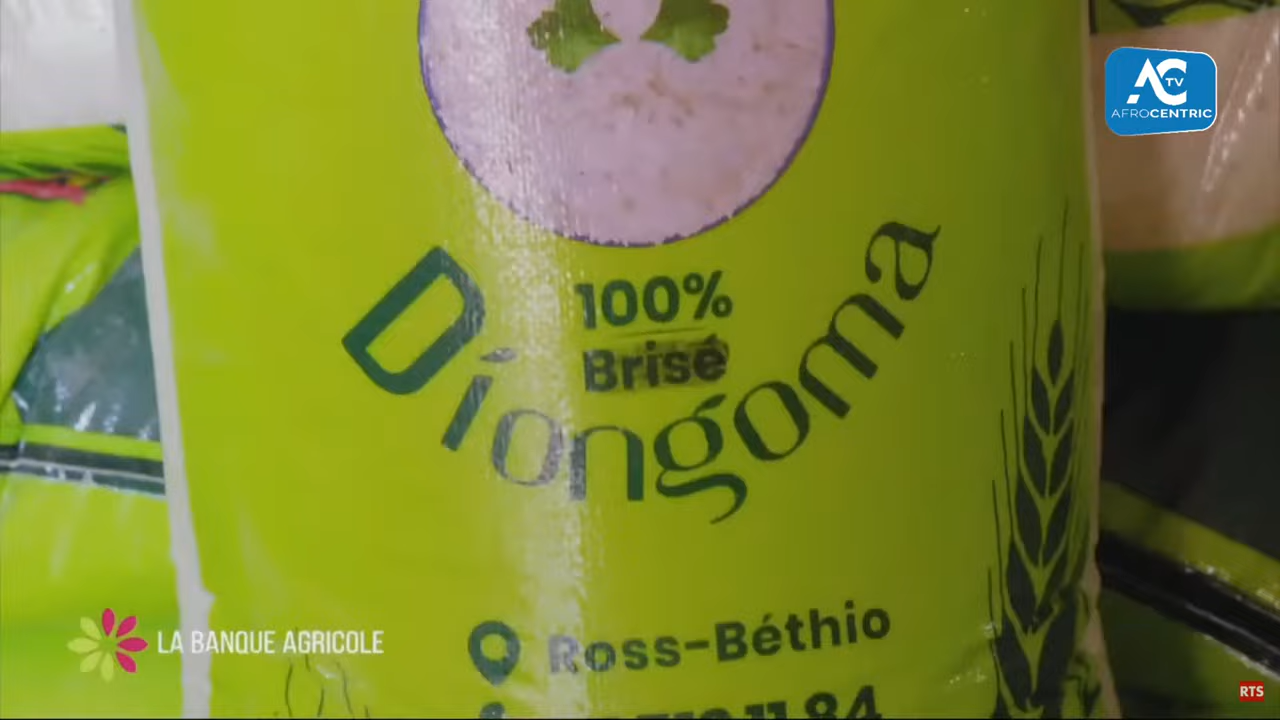 AC
TV
AFROCENTRIC
100%
Brisé
Diongoma
Ross-Béthio
LA BANQUE AGRICOLE
RTS